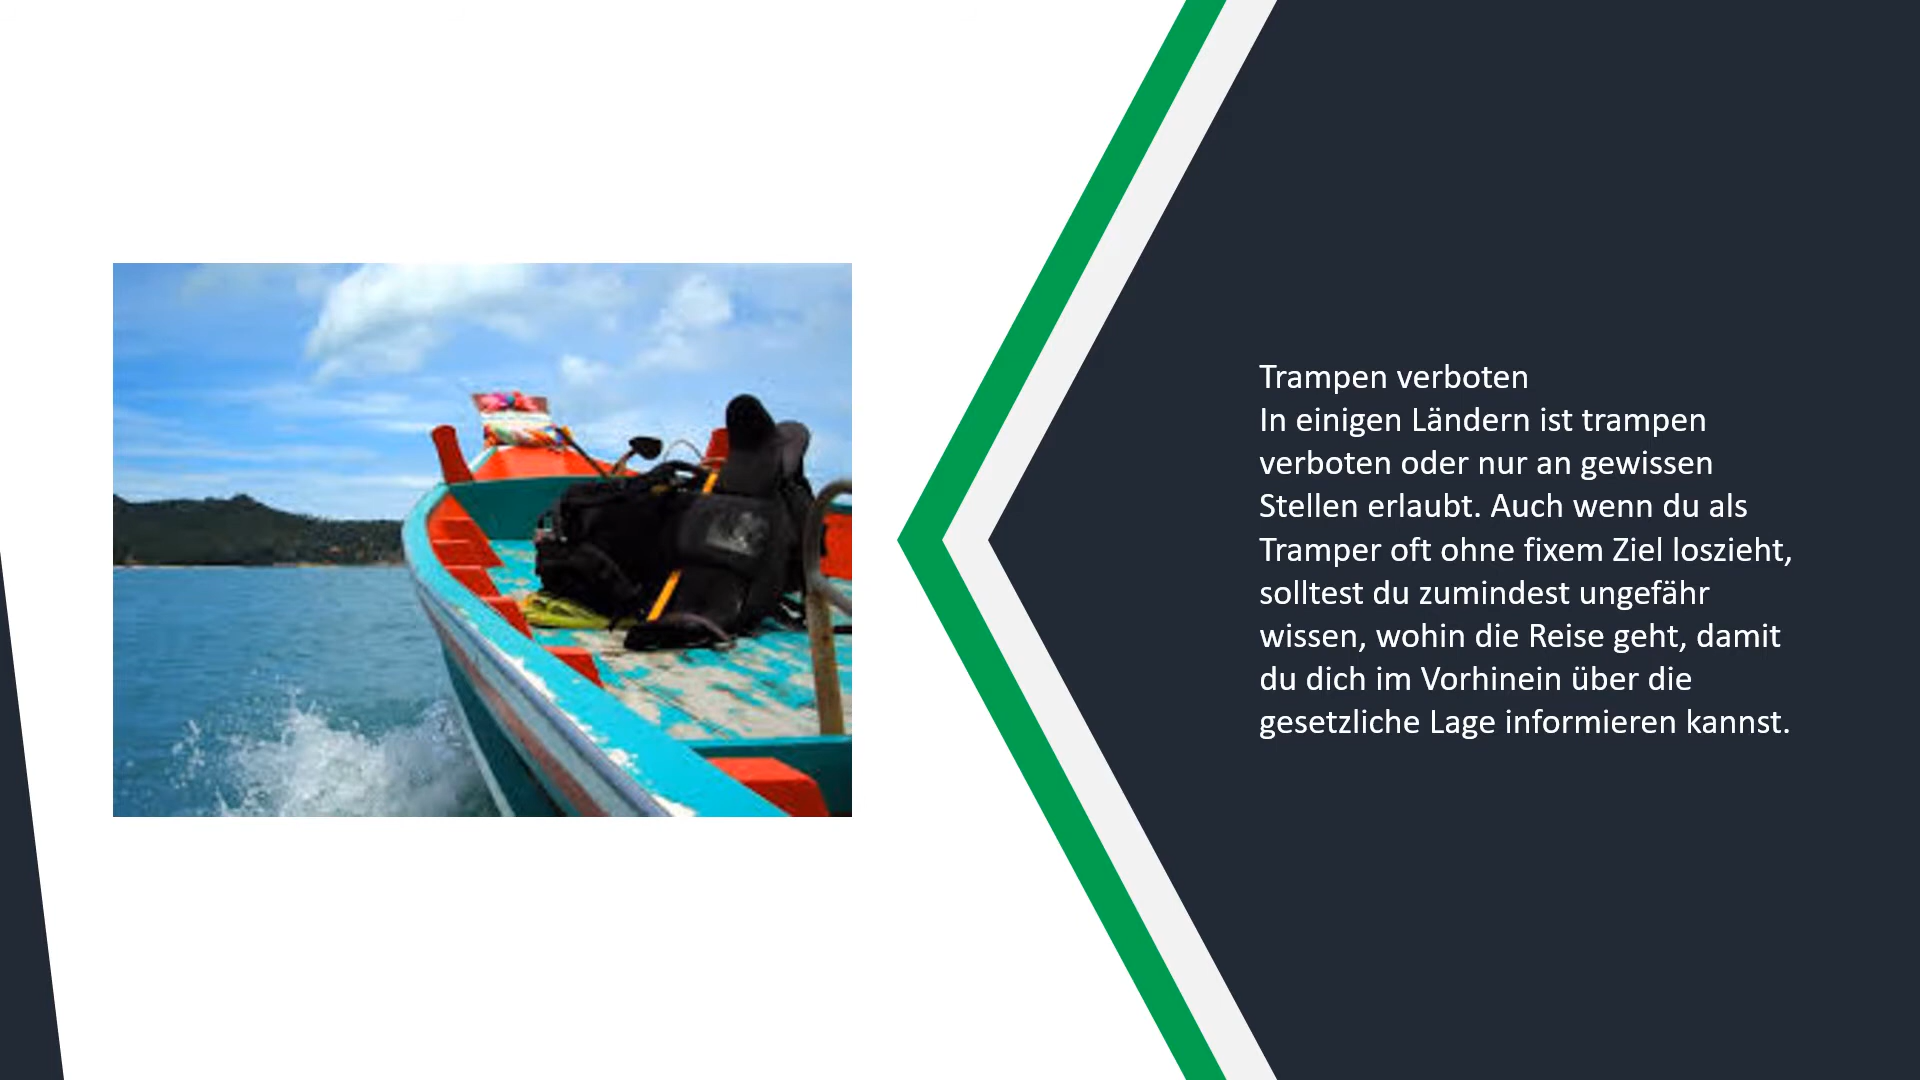 Trampen verboten
In einigen Ländern ist trampen
verboten oder nur an gewissen
Stellen erlaubt. Auch wenn du als
Tramper oft ohne fixem Ziel loszieht,
solltest du zumindest ungefähr
wissen, wohin die Reise geht, damit
du dich im Vorhinein über die
gesetzliche Lage informieren kannst.